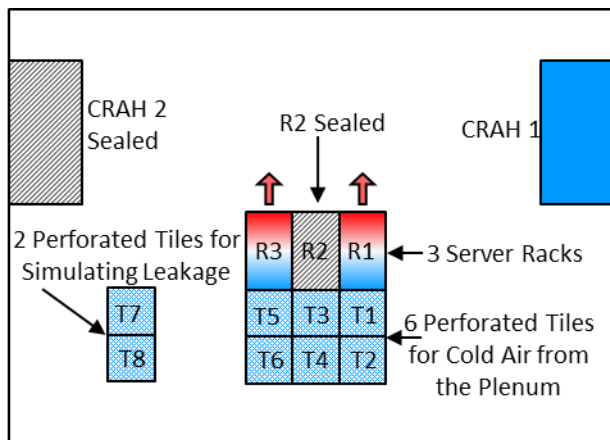 CRAH 2
Sealed
R2 Sealed
CRAH 1
2 Perforated Tiles for
Simulating Leakage
R3
R2
R1
3 Server Racks
T7
T8
T5
T3
T1
T6
T4
T2
6 Perforated Tiles
for Cold Air from
the Plenum